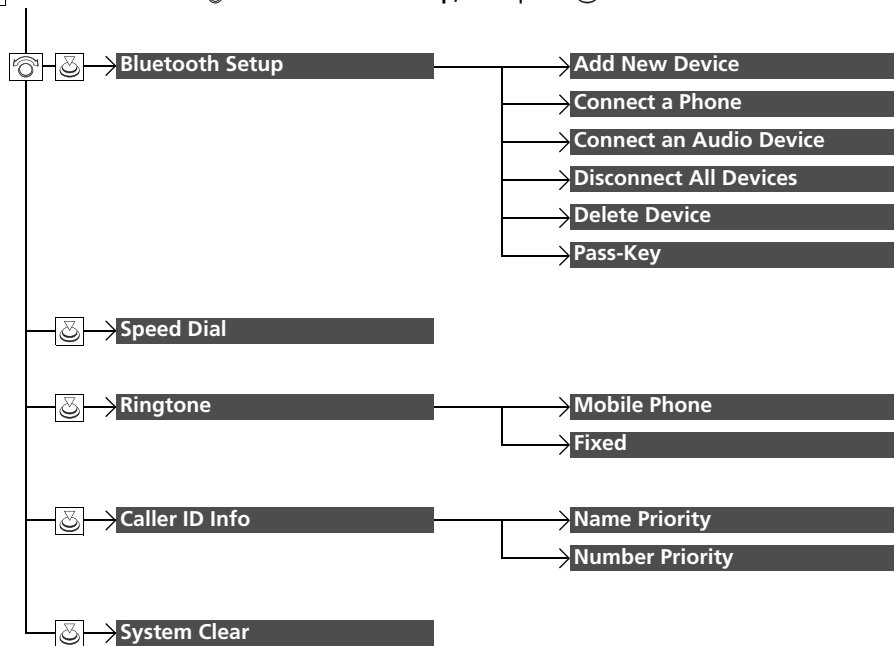 Bluetooth Setup
Add New Device
Connect a Phone
Connect an Audio Device
Disconnect All Devices
Delete Device
Pass-Key
Speed Dial
Ringtone
Mobile Phone
Fixed
Caller ID Info
Name Priority
Number Priority
System Clear